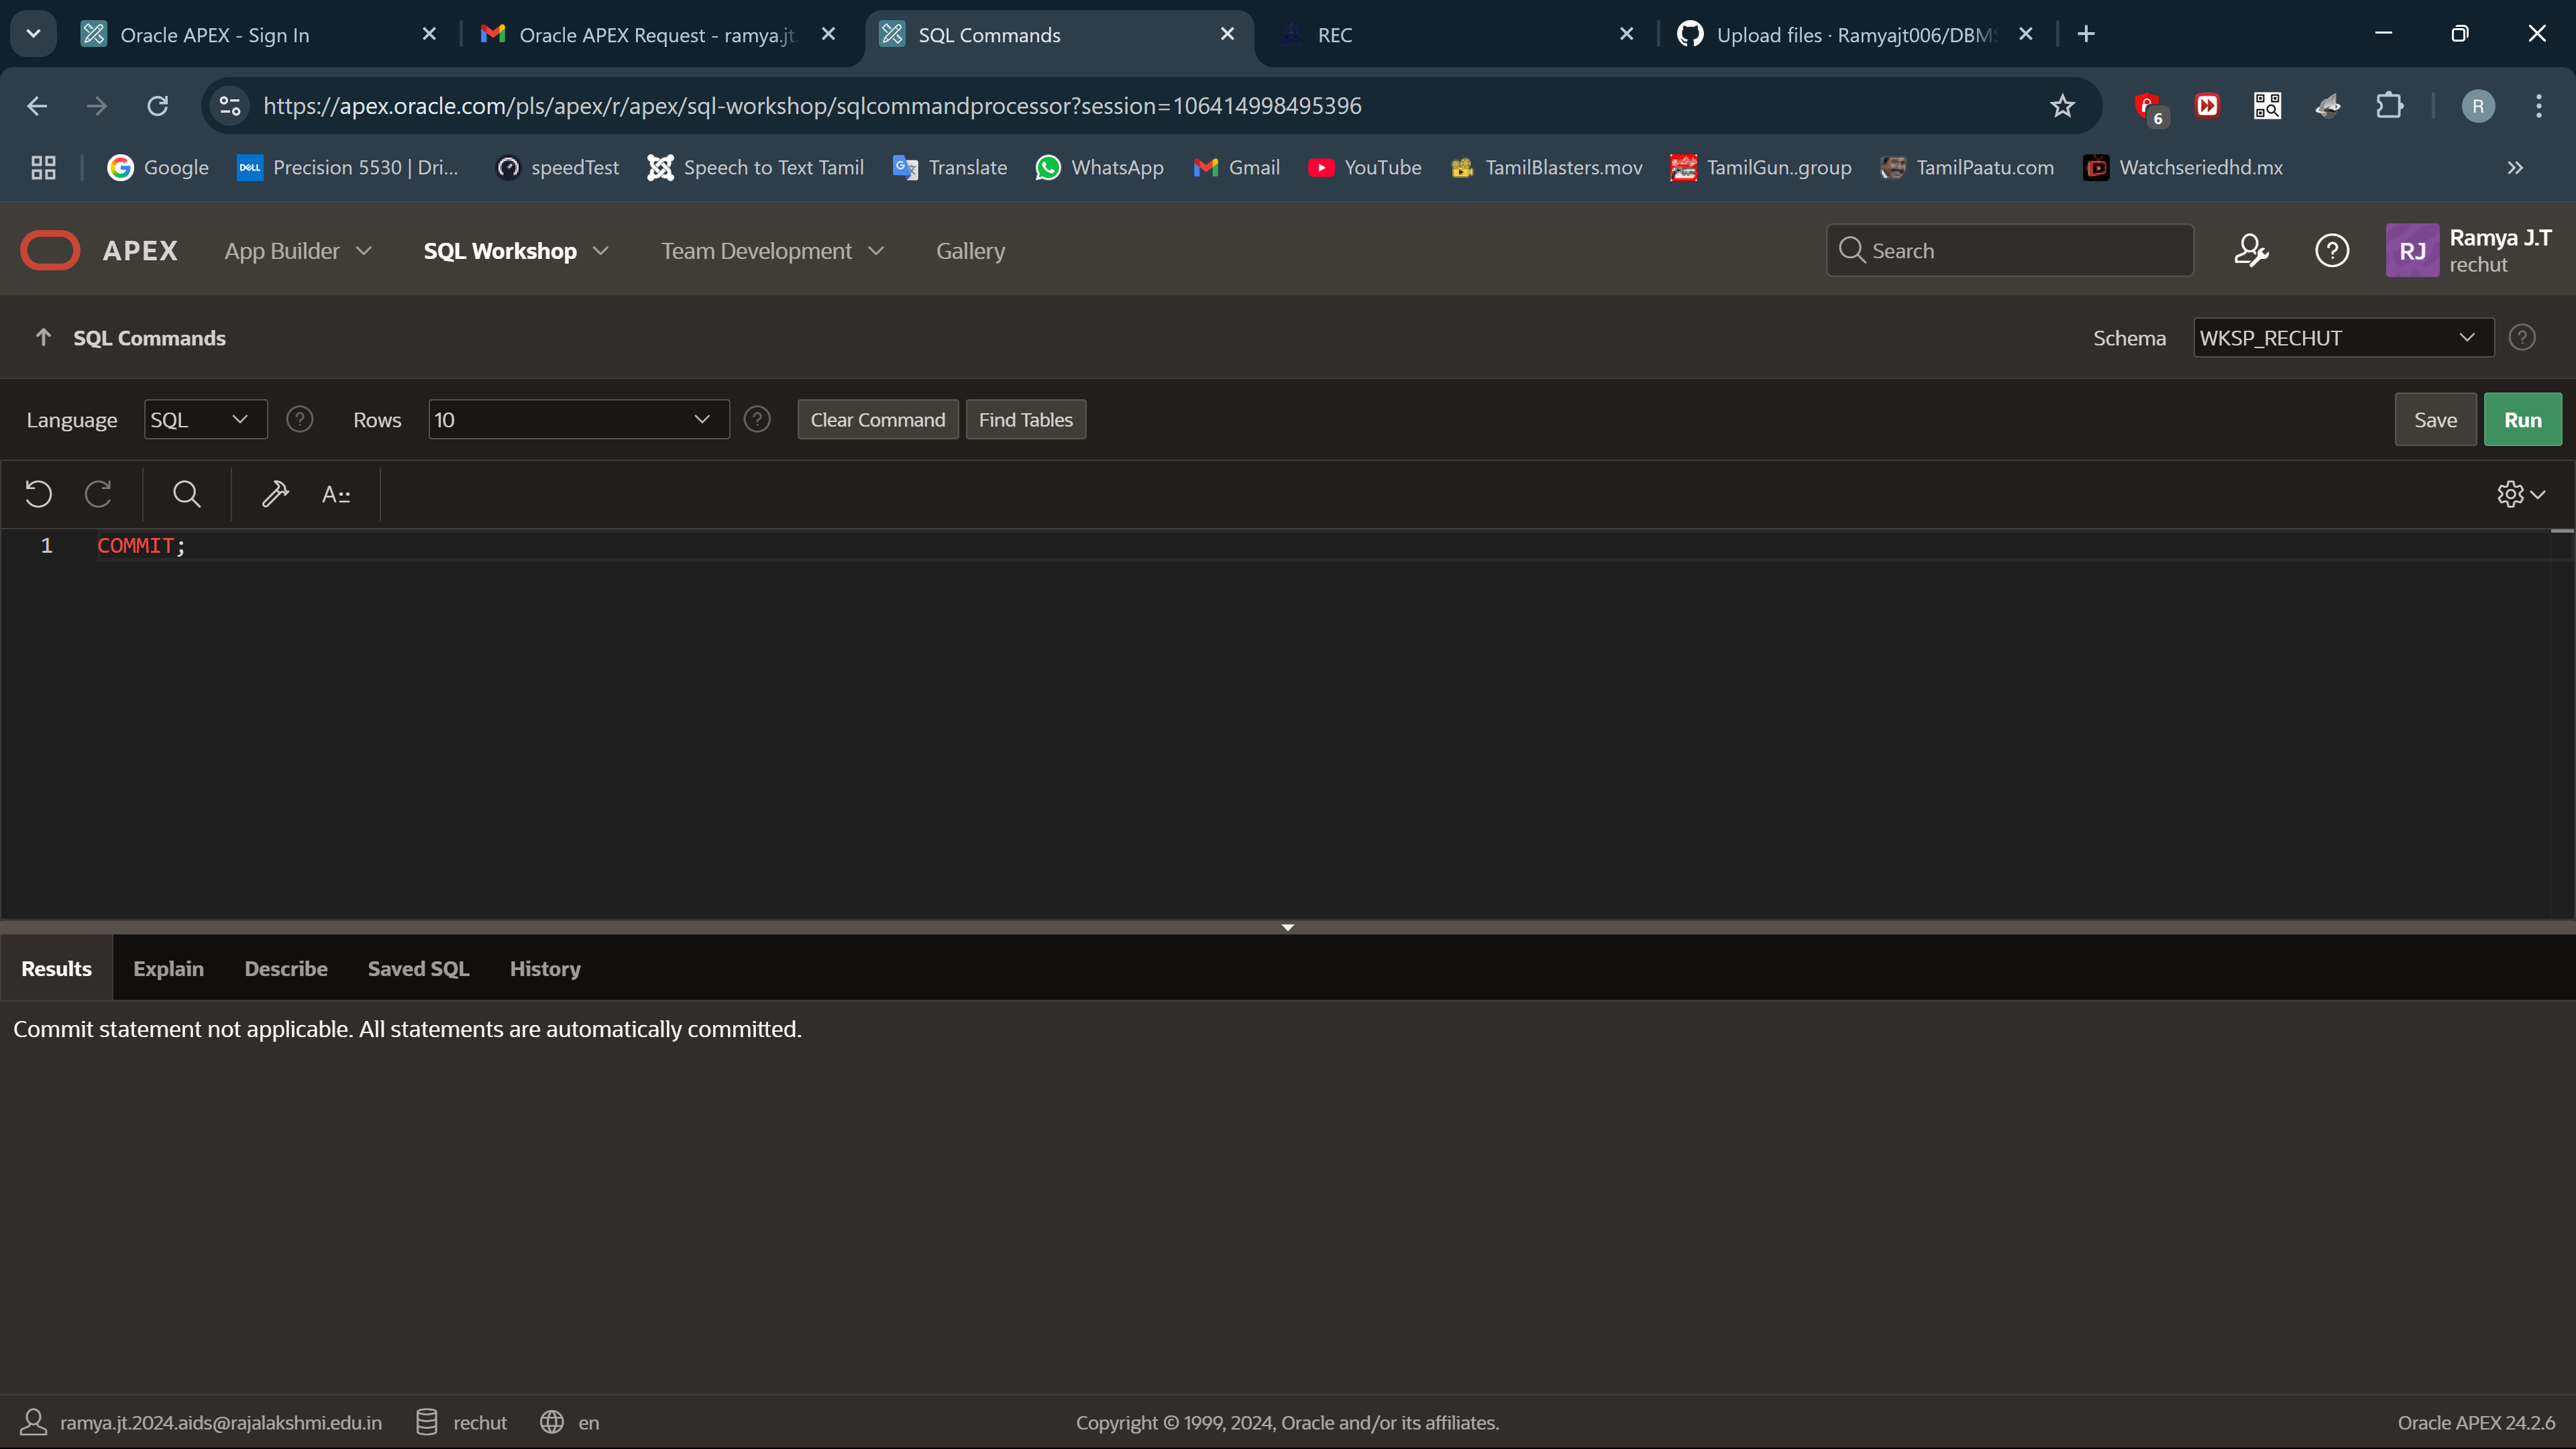 Oracle APEX - Sign In
Oracle APEX Request - ramya.jt.
SQL Commands
REC
Upload files · Ramyajt006/DBMS
https://apex.oracle.com/pls/apex/r/apex/sql-workshop/sqlcommandprocessor?session=106414998495396
6
R
Google
DELL
Precision 5530 | Dri...
speedTest
Speech to Text Tamil
Translate
WhatsApp
Gmail
YouTube
TamilBlasters.mov
TamilGun..group
TamilPaatu.com
Watchseriedhd.mx
APEX
App Builder
SQL Workshop
Team Development
Gallery
Search
RJ
Ramya J.T
rechut
SQL Commands
Schema
WKSP_RECHUT
Language
SQL
Rows
10
Clear Command
Find Tables
Save
Run
1 COMMIT;
Results
Explain
Describe
Saved SQL
History
Commit statement not applicable. All statements are automatically committed.
ramya.jt.2024.aids@rajalakshmi.edu.in
rechut
en
Copyright © 1999, 2024, Oracle and/or its affiliates.
Oracle APEX 24.2.6